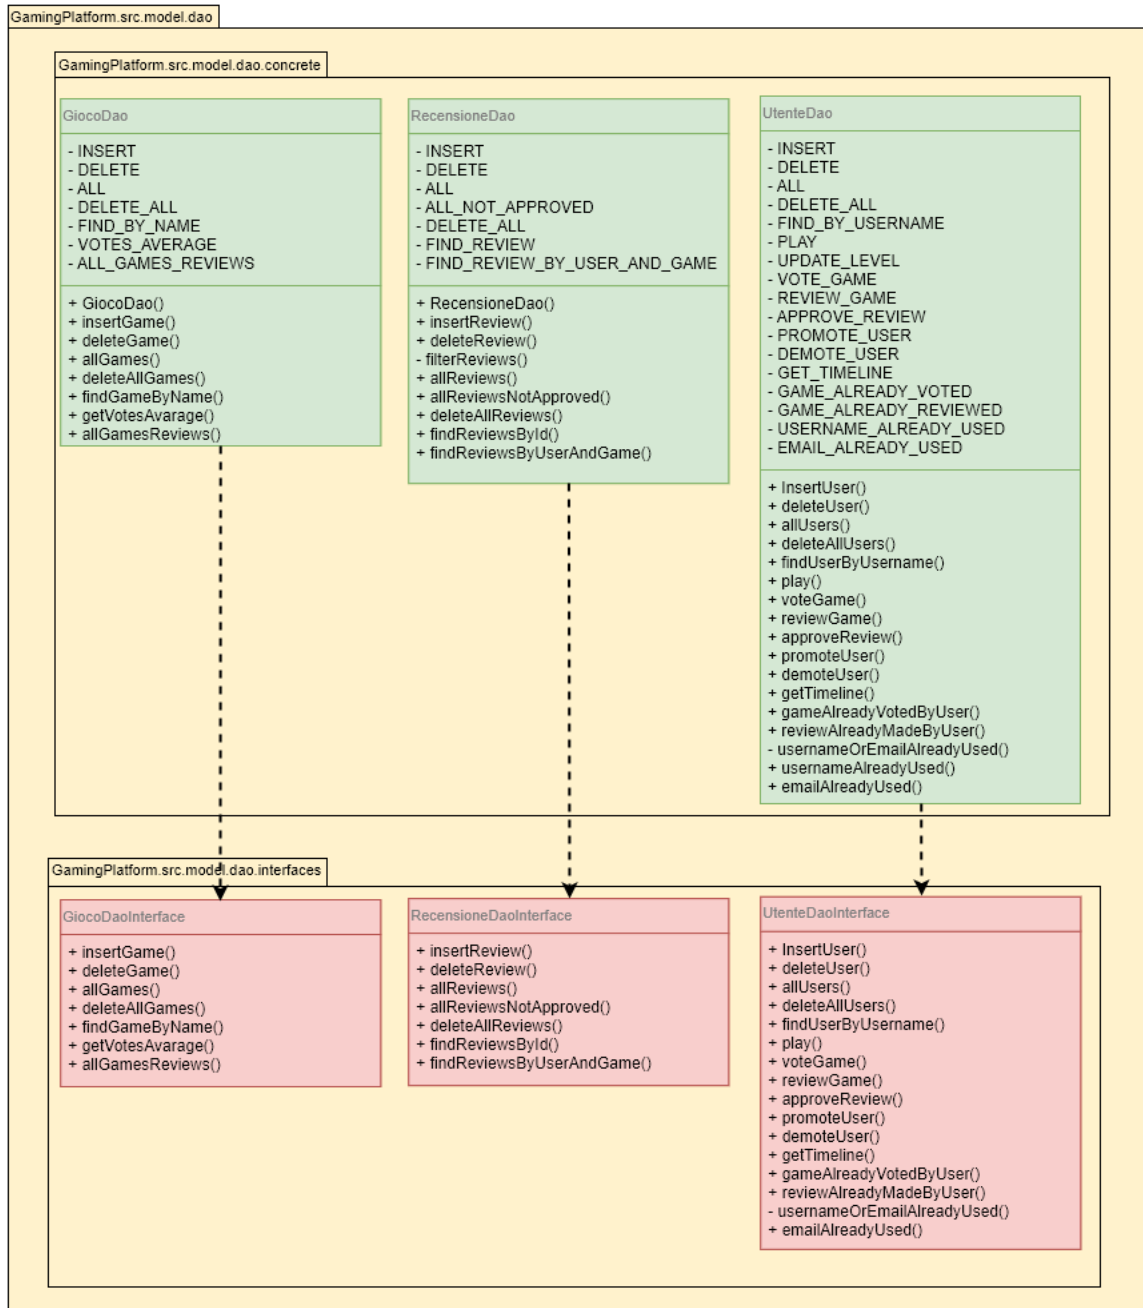 GamingPlatform.src.model.dao
GamingPlatform.src.model.dao.concrete
GiocoDao
- INSERT
- DELETE
- ALL
- DELETE_ALL
- FIND_BY_NAME
- VOTES_AVERAGE
- ALL_GAMES_REVIEWS
+ GiocoDao()
+ insertGame()
+ deleteGame()
+ allGames()
+ deleteAllGames()
+ findGameByName()
+ getVotesAvarage()
+ allGamesReviews()
RecensioneDao
- INSERT
- DELETE
- ALL
- ALL_NOT_APPROVED
- DELETE_ALL
- FIND_REVIEW
- FIND_REVIEW_BY_USER_AND_GAME
+ RecensioneDao()
+ insertReview()
+ deleteReview()
- filterReviews()
+ allReviews()
+ allReviewsNotApproved()
+ deleteAllReviews()
+ findReviewsById()
+ findReviewsByUserAndGame()
UtenteDao
- INSERT
- DELETE
- ALL
- DELETE_ALL
- FIND_BY_USERNAME
- PLAY
- UPDATE_LEVEL
- VOTE_GAME
- REVIEW_GAME
- APPROVE_REVIEW
- PROMOTE_USER
- DEMOTE_USER
- GET_TIMELINE
- GAME_ALREADY_VOTED
- GAME_ALREADY_REVIEWED
- USERNAME_ALREADY_USED
- EMAIL_ALREADY_USED
+ InsertUser()
+ deleteUser()
+ allUsers()
+ deleteAllUsers()
+ findUserByUsername()
+ play()
+ voteGame()
+ reviewGame()
+ approveReview()
+ promoteUser()
+ demoteUser()
+ getTimeline()
+ gameAlreadyVotedByUser()
+ reviewAlreadyMadeByUser()
- usernameOrEmailAlreadyUsed()
+ usernameAlreadyUsed()
+ emailAlreadyUsed()
GamingPlatform.src.model.dao.interfaces
GiocoDaoInterface
+ insertGame()
+ deleteGame()
+ allGames()
+ deleteAllGames()
+ findGameByName()
+ getVotesAvarage()
+ allGamesReviews()
RecensioneDaoInterface
+ insertReview()
+ deleteReview()
+ allReviews()
+ allReviewsNotApproved()
+ deleteAllReviews()
+ findReviewsById()
+ findReviewsByUserAndGame()
UtenteDaoInterface
+ InsertUser()
+ deleteUser()
+ allUsers()
+ deleteAllUsers()
+ findUserByUsername()
+ play()
+ voteGame()
+ reviewGame()
+ approveReview()
+ promoteUser()
+ demoteUser()
+ getTimeline()
+ gameAlreadyVotedByUser()
+ reviewAlreadyMadeByUser()
- usernameOrEmailAlreadyUsed()
+ emailAlreadyUsed()